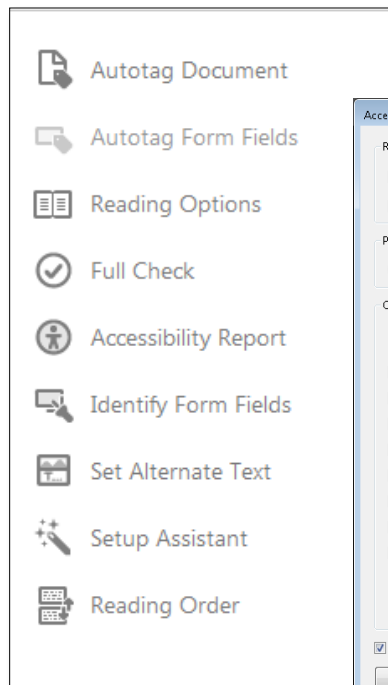 Autotag Document
Autotag Form Fields
Reading Options
Full Check
Accessibility Report
Identify Form Fields
Set Alternate Text
Setup Assistant
Reading Order
Acce
R
P